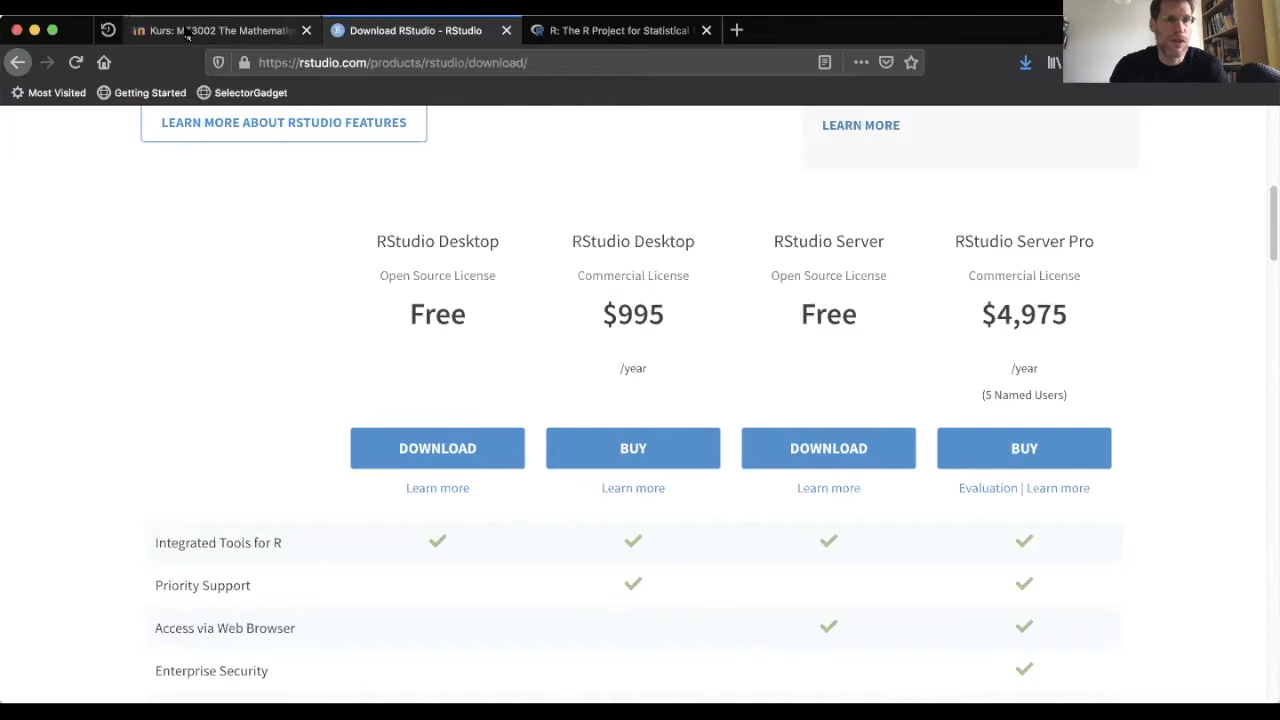 Kurs: MT3002 The Mathemati
Download RStudio - RStudio
R: The R Project for Statistical
https://rstudio.com/products/rstudio/download/
Most Visited
Getting Started
SelectorGadget
LEARN MORE ABOUT RSTUDIO FEATURES
LEARN MORE
RStudio Desktop
RStudio Desktop
RStudio Server
RStudio Server Pro
Open Source License
Commercial License
Open Source License
Commercial License
Free
$995
Free
$4,975
/year
/year
(5 Named Users)
DOWNLOAD
BUY
DOWNLOAD
BUY
Learn more
Learn more
Learn more
Evaluation | Learn more
Integrated Tools for R
Priority Support
Access via Web Browser
Enterprise Security